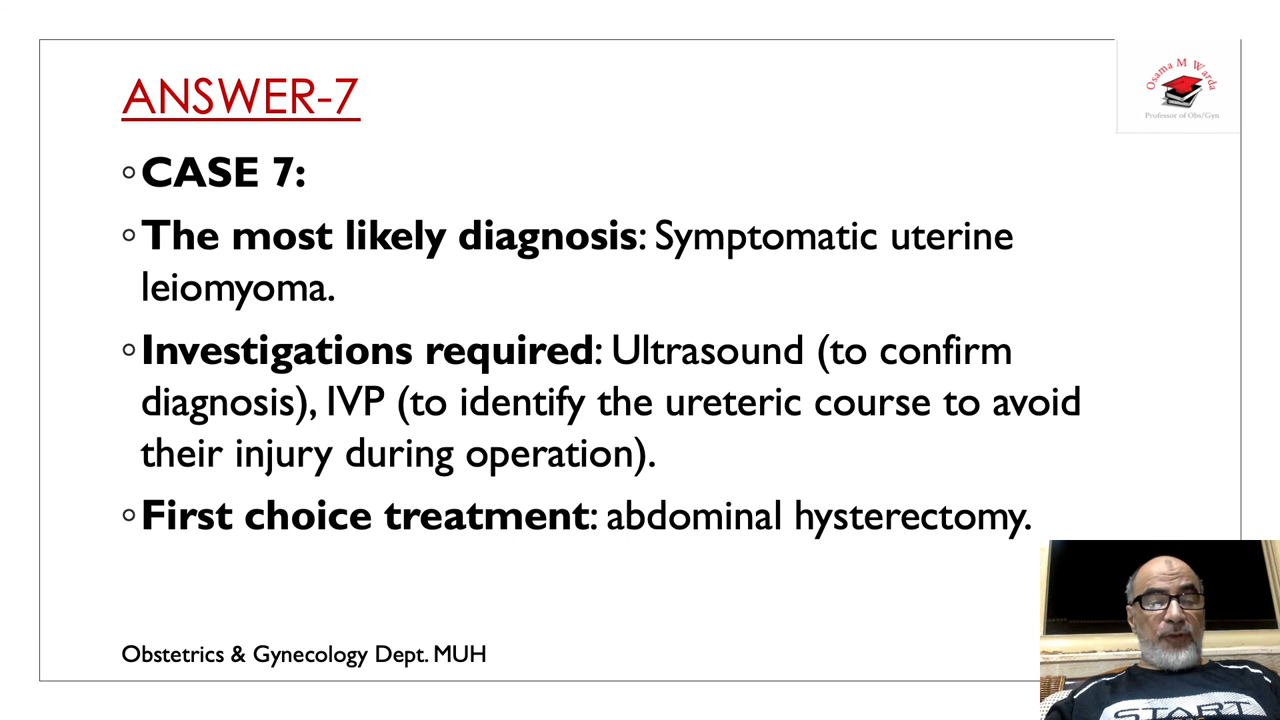 Osama M Warda
Professor of Obs/Gyn
ANSWER-7
◦CASE 7:
◦The most likely diagnosis: Symptomatic uterine
leiomyoma.
◦Investigations required: Ultrasound (to confirm
diagnosis), IVP (to identify the ureteric course to avoid
their injury during operation).
◦First choice treatment: abdominal hysterectomy.
Obstetrics & Gynecology Dept. MUH
START